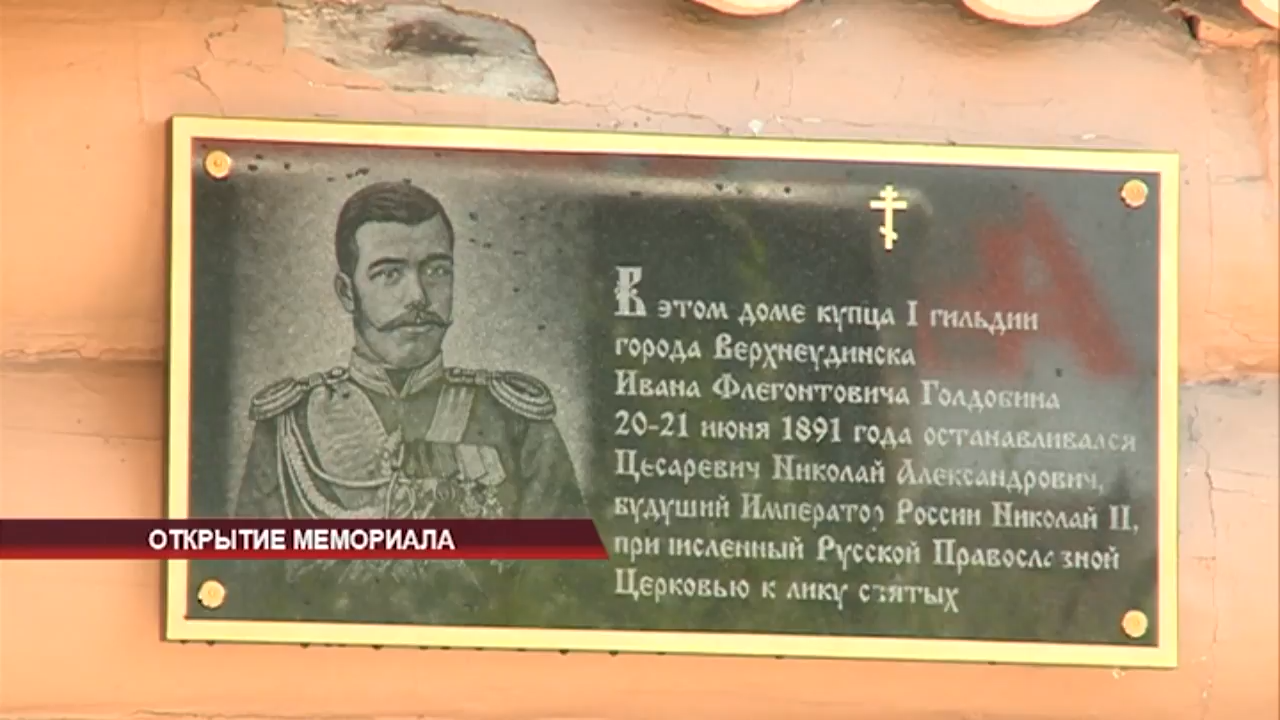 В этом доме купца I гильдии
города Верхнеудинска
Ивана Флегонтовича Голдобина
20-21 июня 1891 года останавливался
Цесаревич Николай Александрович,
будуший Император России Николай II,
причисленный Русской Православной
Церковью к лику святых
ОТКРЫТИЕ МЕМОРИАЛА